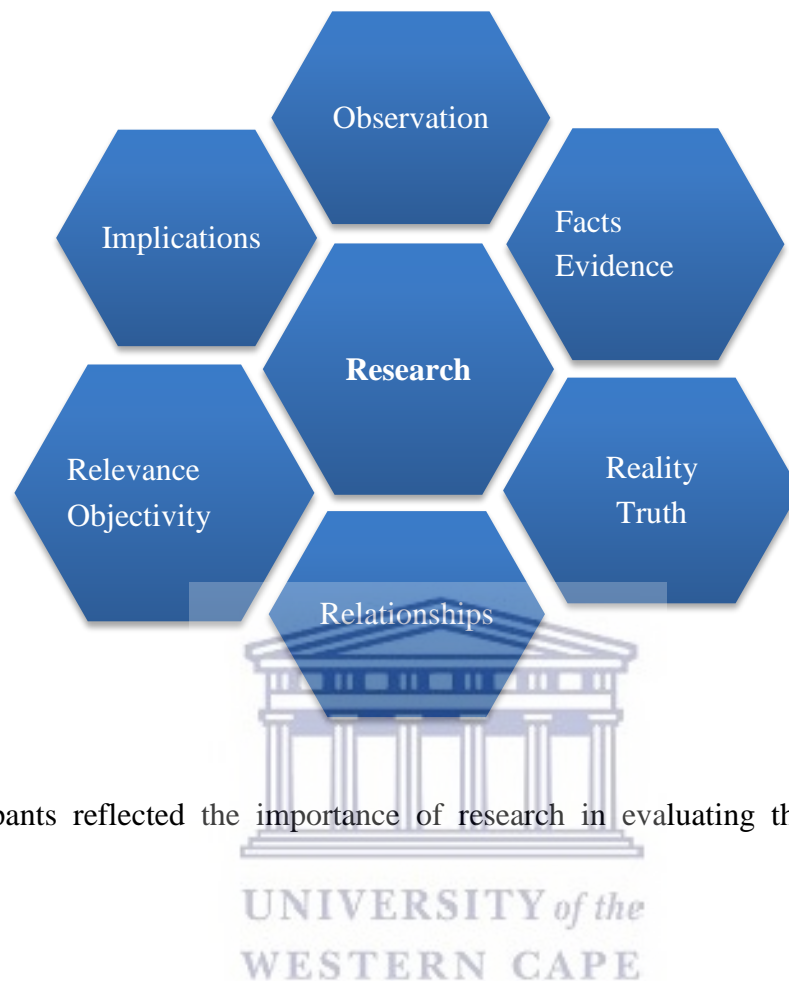 Observation
Implications
Facts
Evidence
Research
Relevance
Objectivity
Reality
Truth
Relationships
pants reflected the importance of research in evaluating th
UNIVERSITY of the
WESTERN CAPE